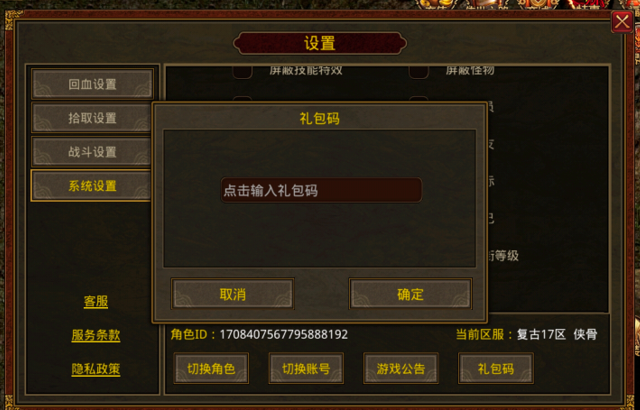 设置
回血设置
拾取设置
战斗设置
系统设置
屏蔽技能特效
屏蔽怪物
礼包码
点击输入礼包码
取消
确定
等级
客服
服务条款
隐私政策
角色ID：1708407567795888192
当前区服：复古17区 侠骨
切换角色
切换账号
游戏公告
礼包码